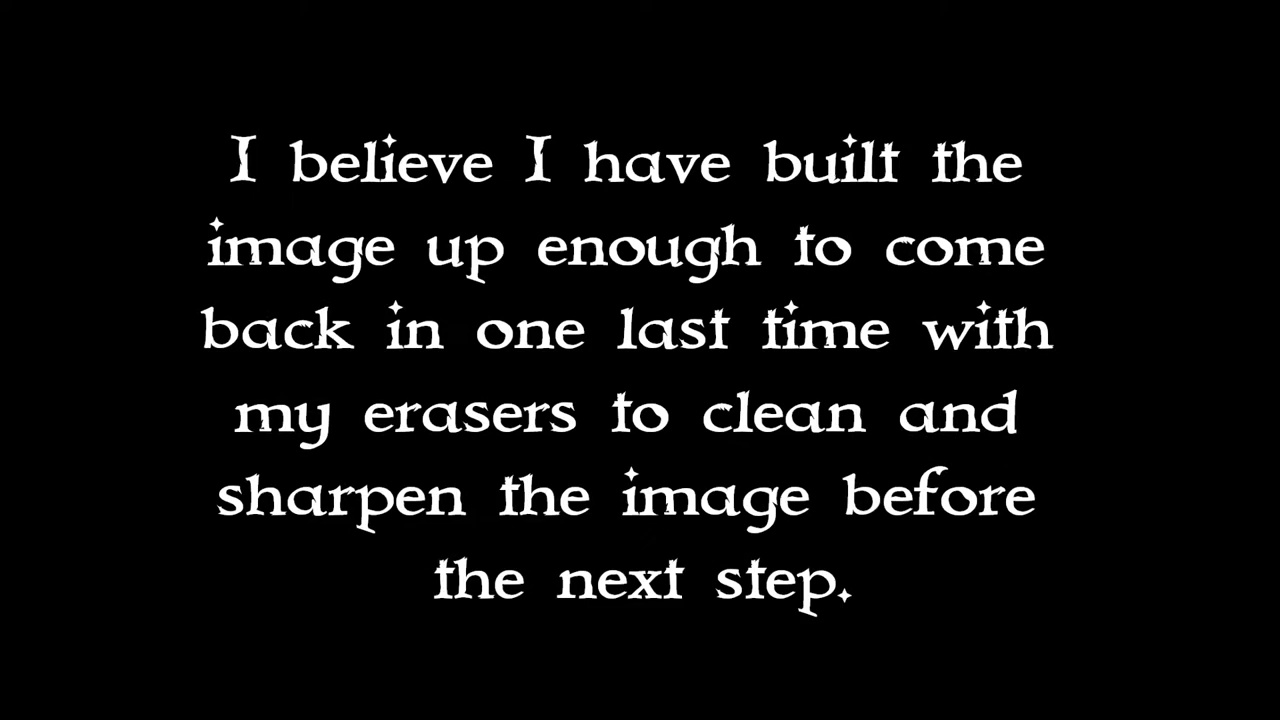 I believe I have built the
image up enough to come
back in one last time with
my erasers to clean and
sharpen the image before
the next step.